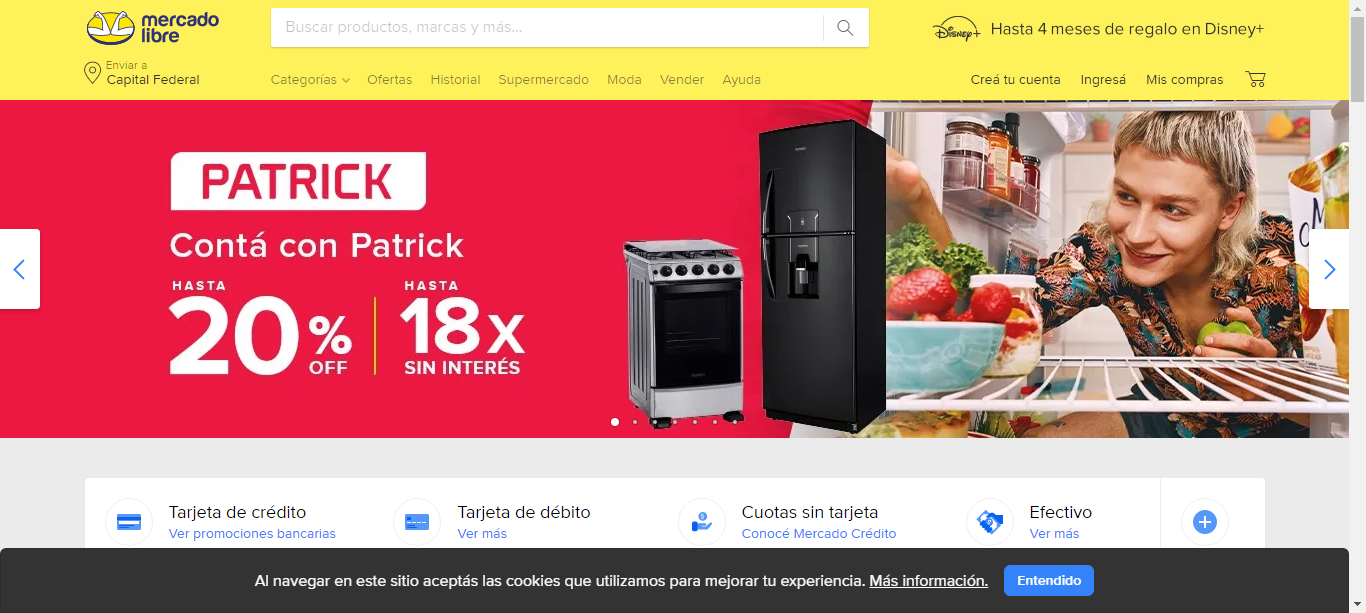 mercado
libre
Buscar productos, marcas y más...
Disney+
Hasta 4 meses de regalo en Disney+
Enviar a
Capital Federal
Categorías
Ofertas
Historial
Supermercado
Moda
Vender
Ayuda
Creá tu cuenta
Ingresá
Mis compras
PATRICK
Contá con Patrick
HASTA
20%
OFF
HASTA
18X
SIN INTERÉS
Tarjeta de crédito
Ver promociones bancarias
Tarjeta de débito
Ver más
Cuotas sin tarjeta
Conocé Mercado Crédito
Efectivo
Ver más
Al navegar en este sitio aceptás las cookies que utilizamos para mejorar tu experiencia. Más información.
Entendido